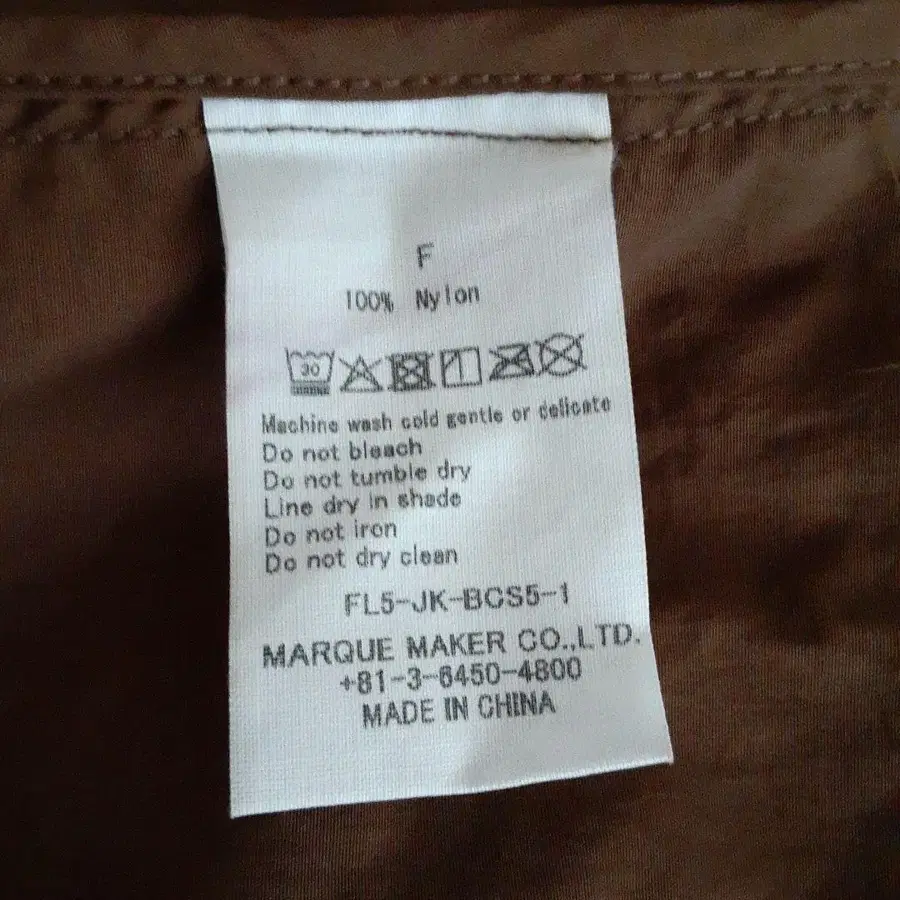 F
100% Nylon
30
Machine wash cold gentle or delicate
Do not bleach
Do not tumble dry
Line dry in shade
Do not iron
Do not dry clean
FL5-JK-BCS5-1
MARQUE MAKER CO.,LTD.
+81-3-6450-4800
MADE IN CHINA